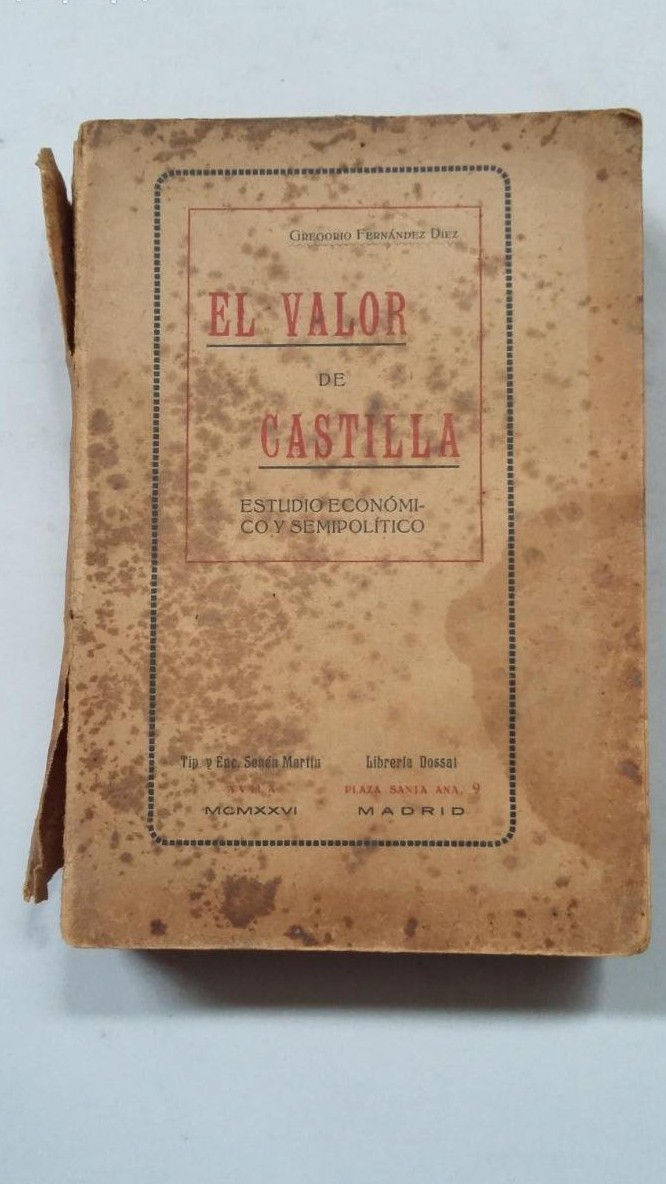 GREGORIO FERNÁNDEZ DIEZ
EL VALOR
DE
CASTILLA
ESTUDIO ECONÓMI-
CO Y SEMIPOLÍTICO
Tip. y Enc. Senén Martín
AVILA
MCMXXVI
Librería Dossat
PLAZA SANTA ANA, 9
MADRID